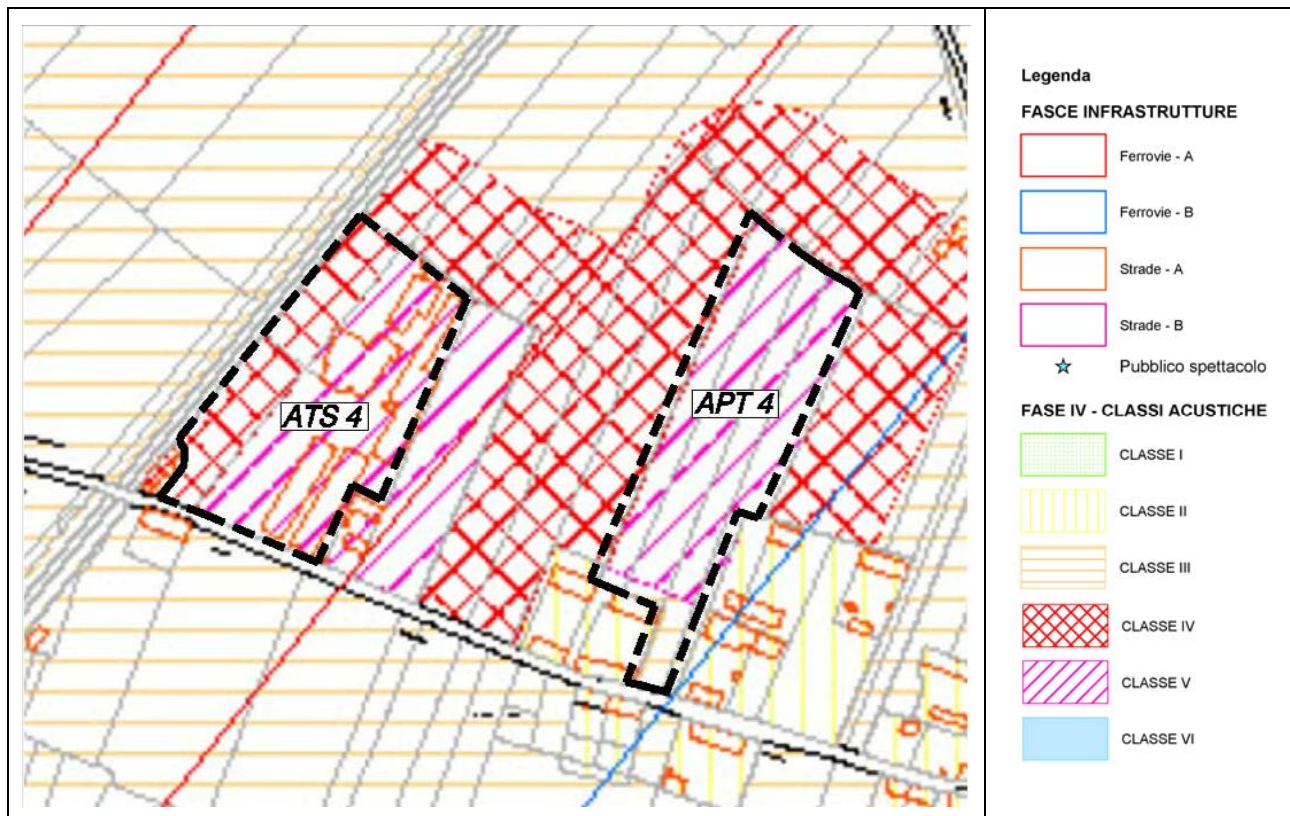 ATS 4
APT 4
Legenda
FASCE INFRASTRUTTURE
Ferrovie - A
Ferrovie - B
Strade - A
Strade - B
Pubblico spettacolo
FASE IV - CLASSI ACUSTICHE
CLASSE I
CLASSE II
CLASSE III
CLASSE IV
CLASSE V
CLASSE VI